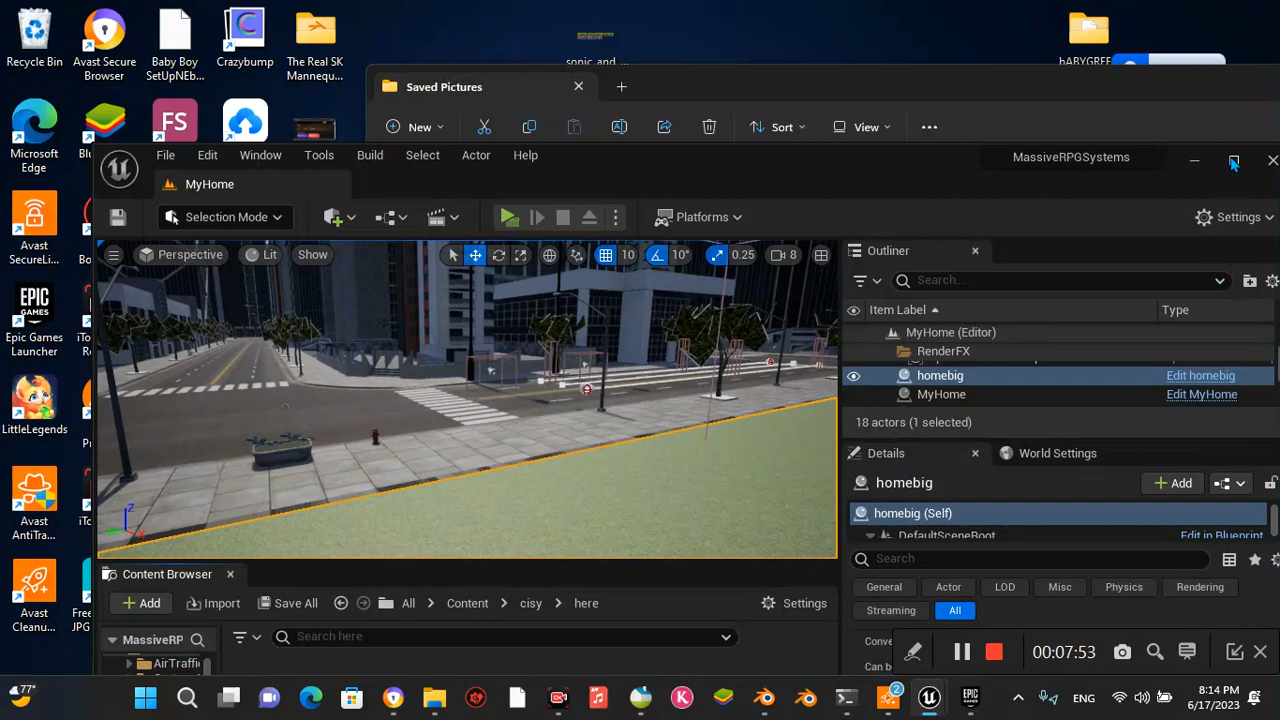 Recycle Bin
Avast Secure Browser
Baby Boy SetUpNEb...
Crazybump
The Real SK Mannequ...
sonic_and_...
bABYGREE
Saved Pictures
New
Sort
View
Microsoft Edge
FS
File Edit Window Tools Build Select Actor Help
MassiveRPGSystems
MyHome
Selection Mode
Platforms
Settings
Avast SecureLi...
Perspective
Lit
Show
10
10°
0.25
8
Outliner
Search...
Item Label
Type
MyHome (Editor)
RenderFX
homebig
Edit homebig
MyHome
Edit MyHome
18 actors (1 selected)
Epic Games Launcher
LittleLegends
Details
World Settings
homebig
Add
homebig (Self)
DefaultSceneRoot
Edit in Blueprint
Search
General
Actor
LOD
Misc
Physics
Rendering
Streaming
All
Avast AntiTra...
Avast Cleanu...
Content Browser
Add
Import
Save All
All
Content
cisy
here
Settings
MassiveRP
Search here
AirTraffic
00:07:53
77°
2
ENG
8:14 PM
6/17/2023